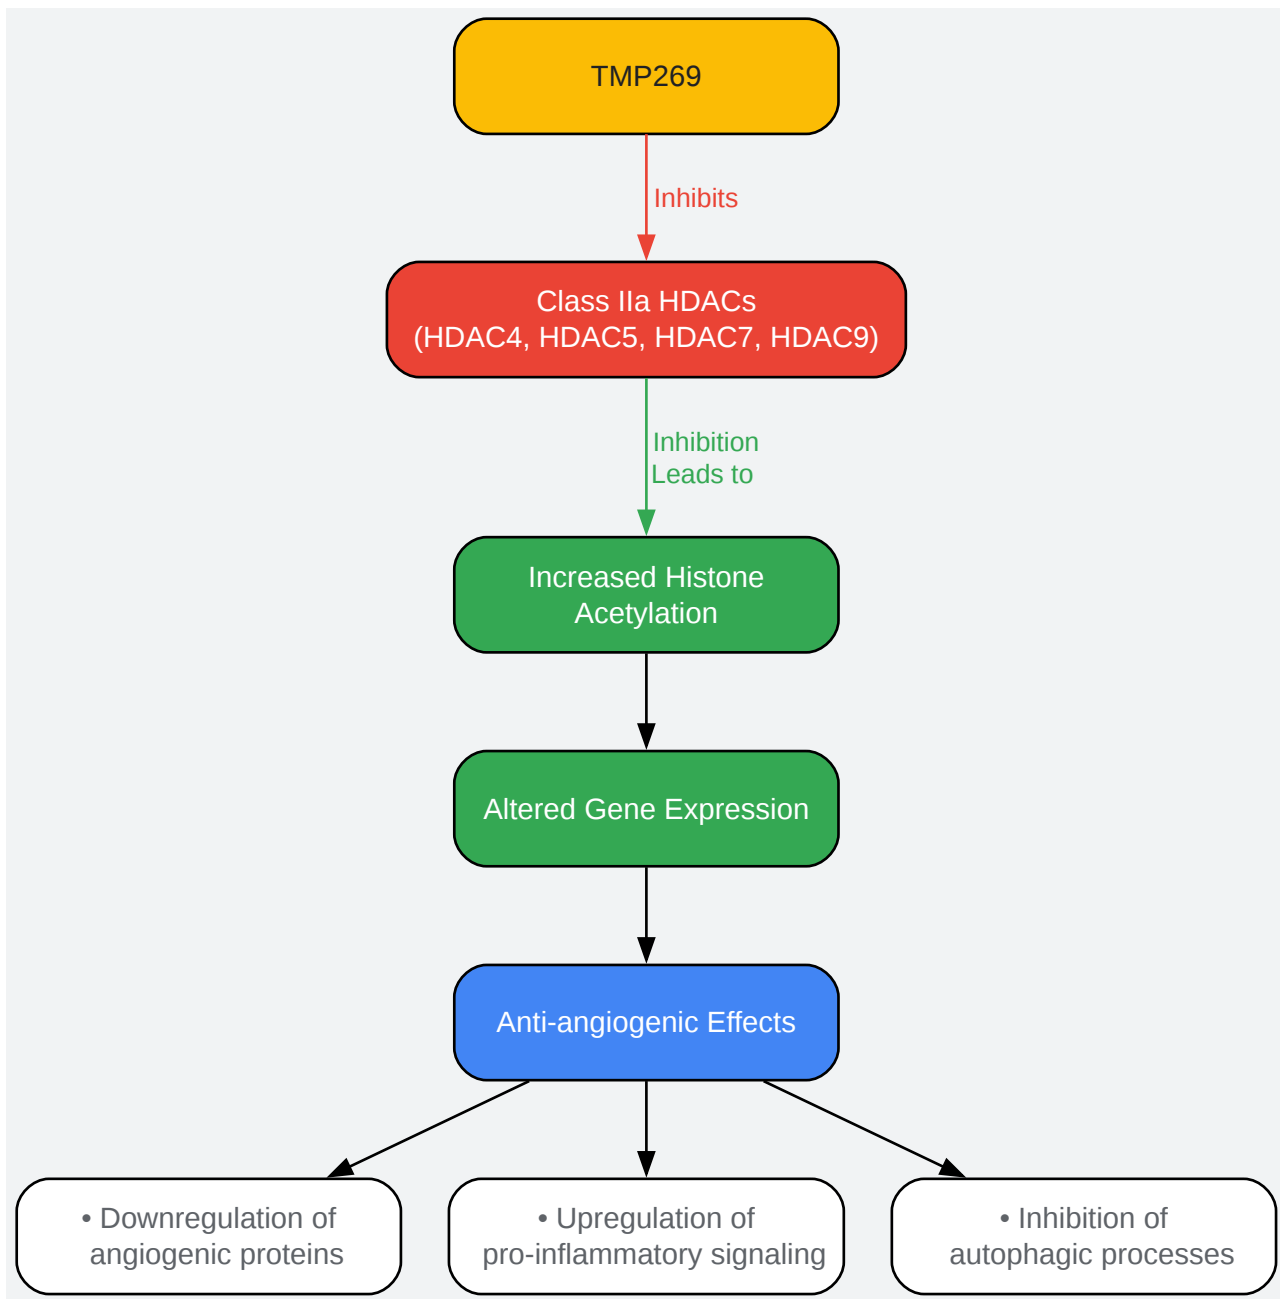 TMP269
Inhibits
Class IIa HDACs
(HDAC4, HDAC5, HDAC7, HDAC9)
Inhibition
Leads to
Increased Histone
Acetylation
Altered Gene Expression
Anti-angiogenic Effects
• Downregulation of
angiogenic proteins
• Upregulation of
pro-inflammatory signaling
• Inhibition of
autophagic processes